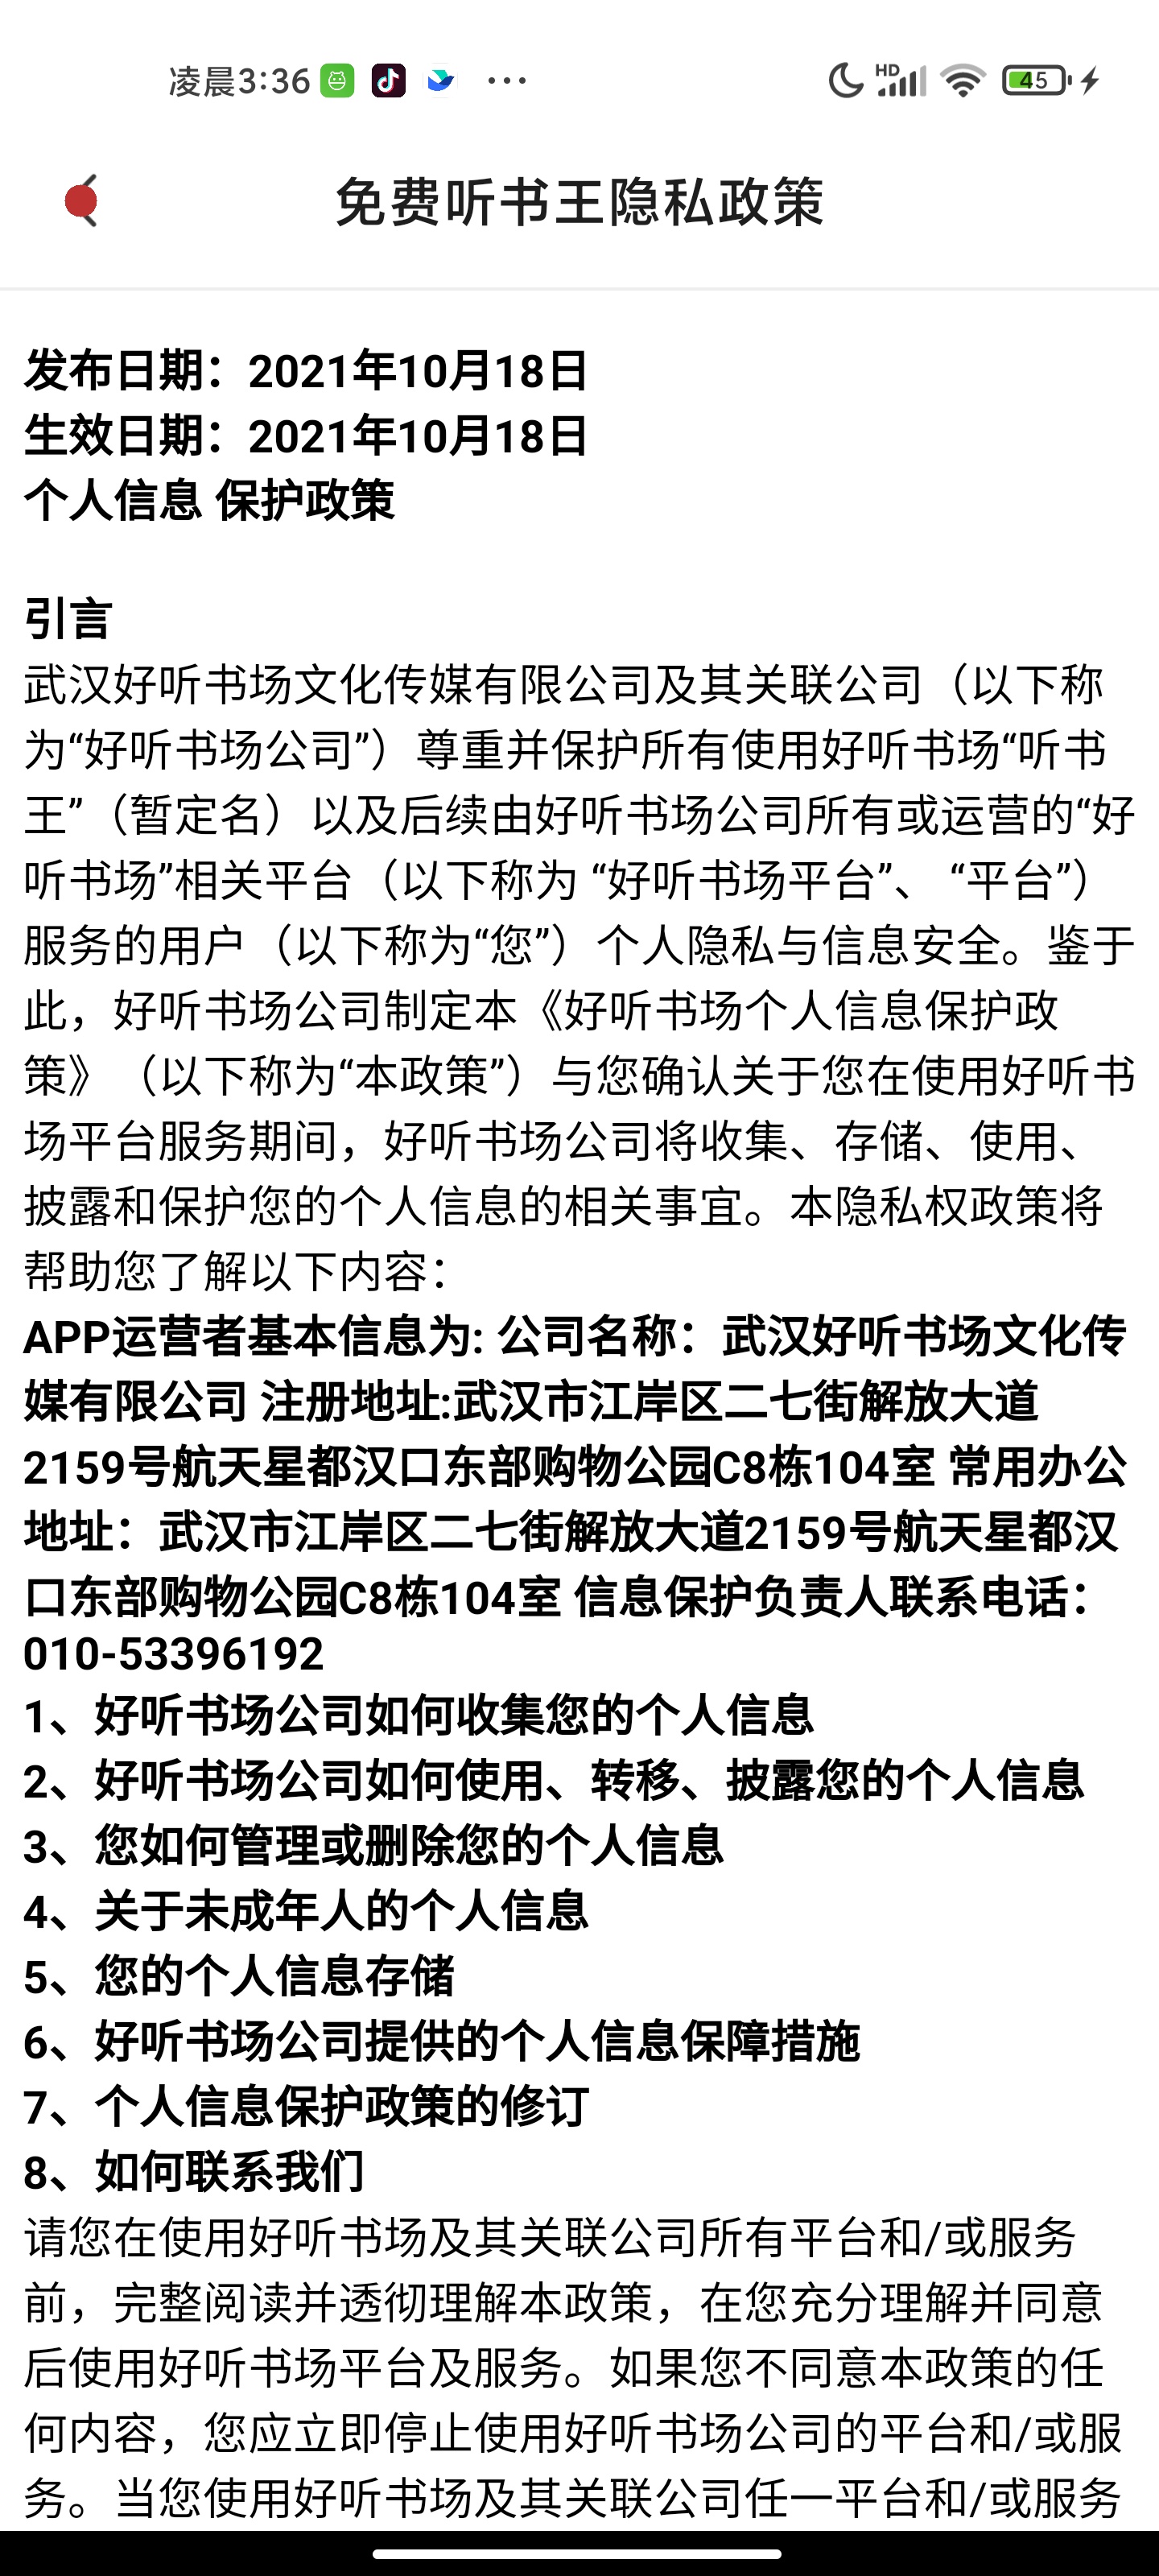 凌晨3:36
HD
45
免费听书王隐私政策
发布日期：2021年10月18日
生效日期：2021年10月18日
个人信息 保护政策
引言
武汉好听书场文化传媒有限公司及其关联公司（以下称
为“好听书场公司”）尊重并保护所有使用好听书场“听书
王”（暂定名）以及后续由好听书场公司所有或运营的“好
听书场”相关平台（以下称为 “好听书场平台”、 “平台”）
服务的用户（以下称为“您”）个人隐私与信息安全。鉴于
此，好听书场公司制定本《好听书场个人信息保护政
策》（以下称为“本政策”）与您确认关于您在使用好听书
场平台服务期间，好听书场公司将收集、存储、使用、
披露和保护您的个人信息的相关事宜。本隐私权政策将
帮助您了解以下内容：
APP运营者基本信息为: 公司名称：武汉好听书场文化传
媒有限公司 注册地址:武汉市江岸区二七街解放大道
2159号航天星都汉口东部购物公园C8栋104室 常用办公
地址：武汉市江岸区二七街解放大道2159号航天星都汉
口东部购物公园C8栋104室 信息保护负责人联系电话：
010-53396192
1、好听书场公司如何收集您的个人信息
2、好听书场公司如何使用、转移、披露您的个人信息
3、您如何管理或删除您的个人信息
4、关于未成年人的个人信息
5、您的个人信息存储
6、好听书场公司提供的个人信息保障措施
7、个人信息保护政策的修订
8、如何联系我们
请您在使用好听书场及其关联公司所有平台和/或服务
前，完整阅读并透彻理解本政策，在您充分理解并同意
后使用好听书场平台及服务。如果您不同意本政策的任
何内容，您应立即停止使用好听书场公司的平台和/或服
务。当您使用好听书场及其关联公司任一平台和/或服务